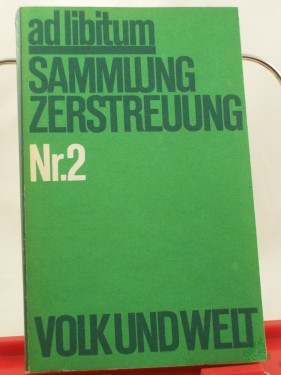 ad libitum
SAMMLUNG
ZERSTREUUNG
Nr.2
VOLK UND WELT